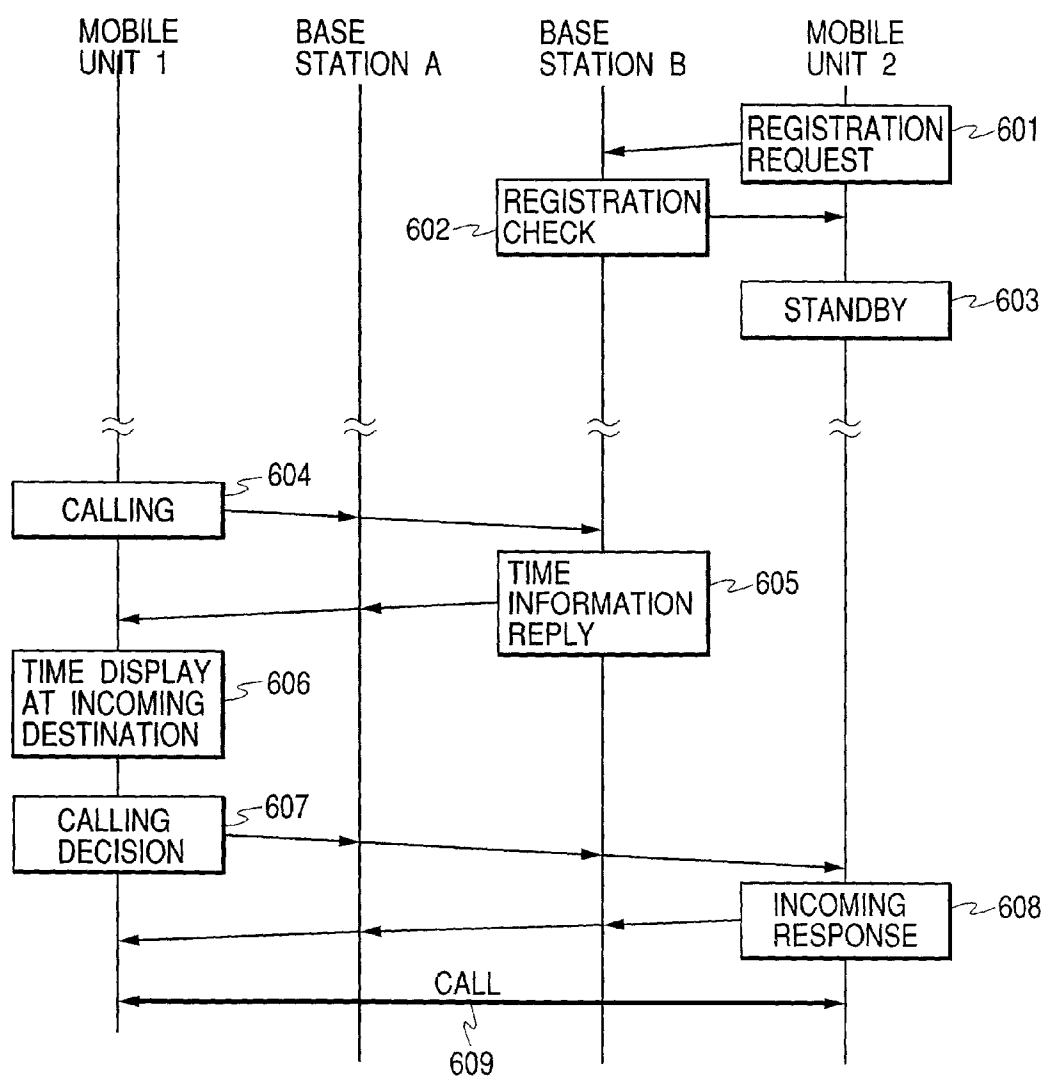 MOBILE
UNIT 1
BASE
STATION A
BASE
STATION B
MOBILE
UNIT 2
REGISTRATION
REQUEST
601
REGISTRATION
CHECK
602
STANDBY
603
CALLING
604
TIME
INFORMATION
REPLY
605
TIME DISPLAY
AT INCOMING
DESTINATION
606
CALLING
DECISION
607
INCOMING
RESPONSE
608
CALL
609